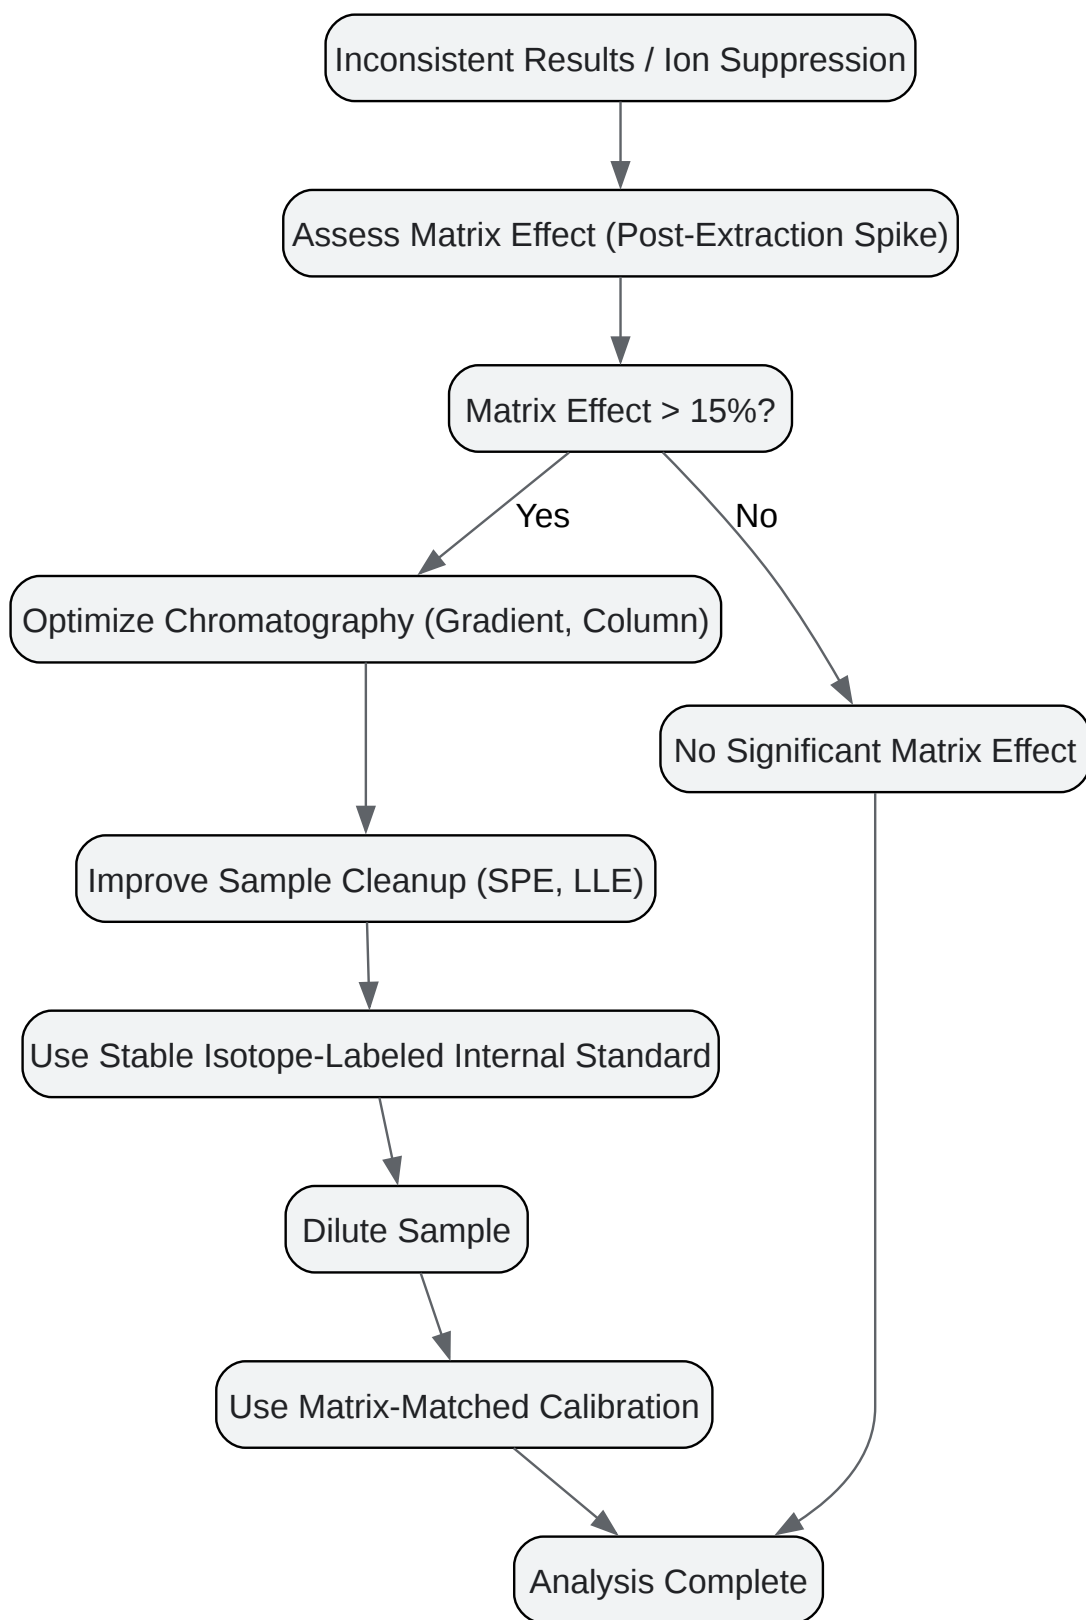 Inconsistent Results / Ion Suppression
Assess Matrix Effect (Post-Extraction Spike)
Matrix Effect > 15%?
Yes
No
Optimize Chromatography (Gradient, Column)
No Significant Matrix Effect
Improve Sample Cleanup (SPE, LLE)
Use Stable Isotope-Labeled Internal Standard
Dilute Sample
Use Matrix-Matched Calibration
Analysis Complete